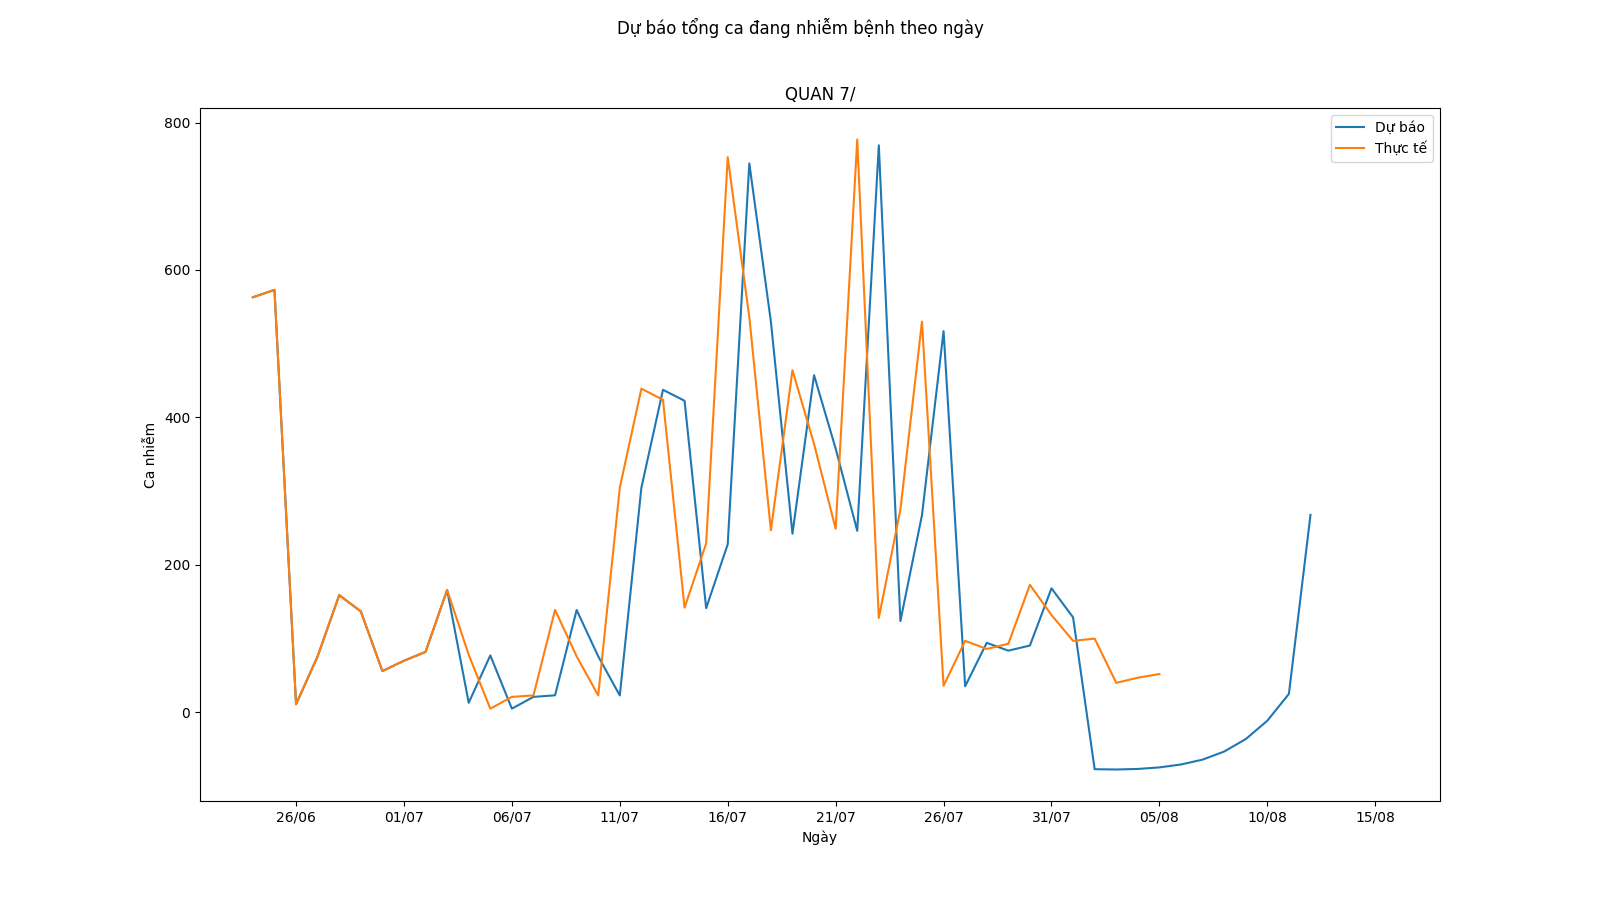 Dự báo tổng ca đang nhiễm bệnh theo ngày
QUAN 7/
Dự báo
Thực tế
800
600
400
200
0
Ca nhiễm
26/06
01/07
06/07
11/07
16/07
21/07
26/07
31/07
05/08
10/08
15/08
Ngày